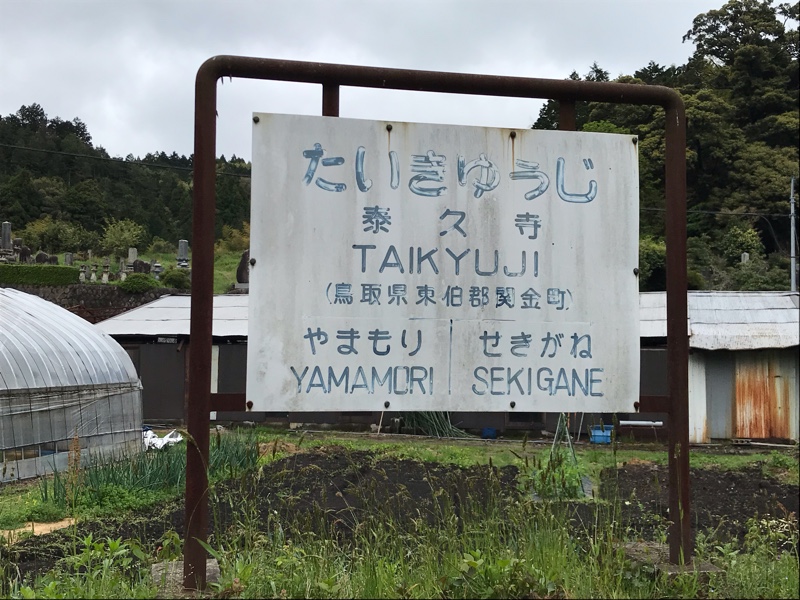 たいきゅうじ
泰久寺
TAIKYUJI
(鳥取県東伯郡関金町)
やまもり せきがね
YAMAMORI SEKIGANE